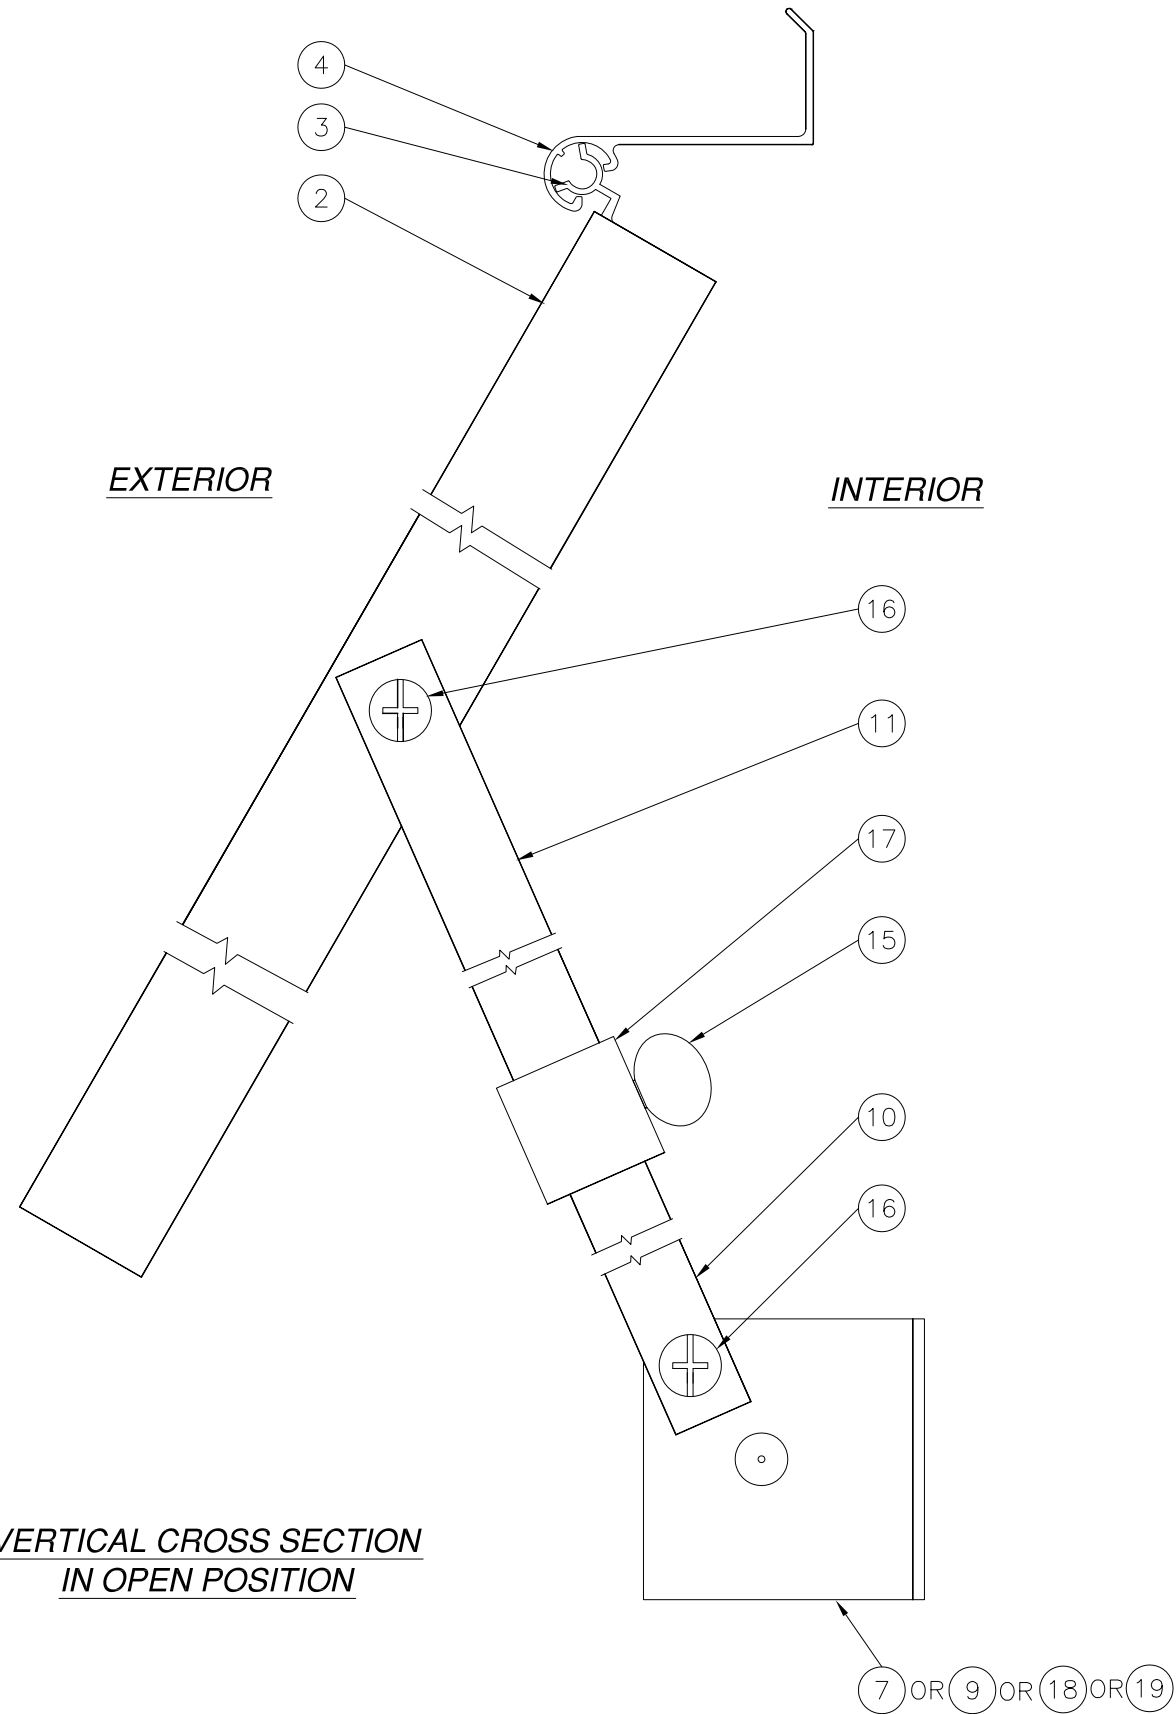 4
3
2
EXTERIOR
INTERIOR
16
11
17
15
10
16
VERTICAL CROSS SECTION
IN OPEN POSITION
7 OR 9 OR 18 OR 19